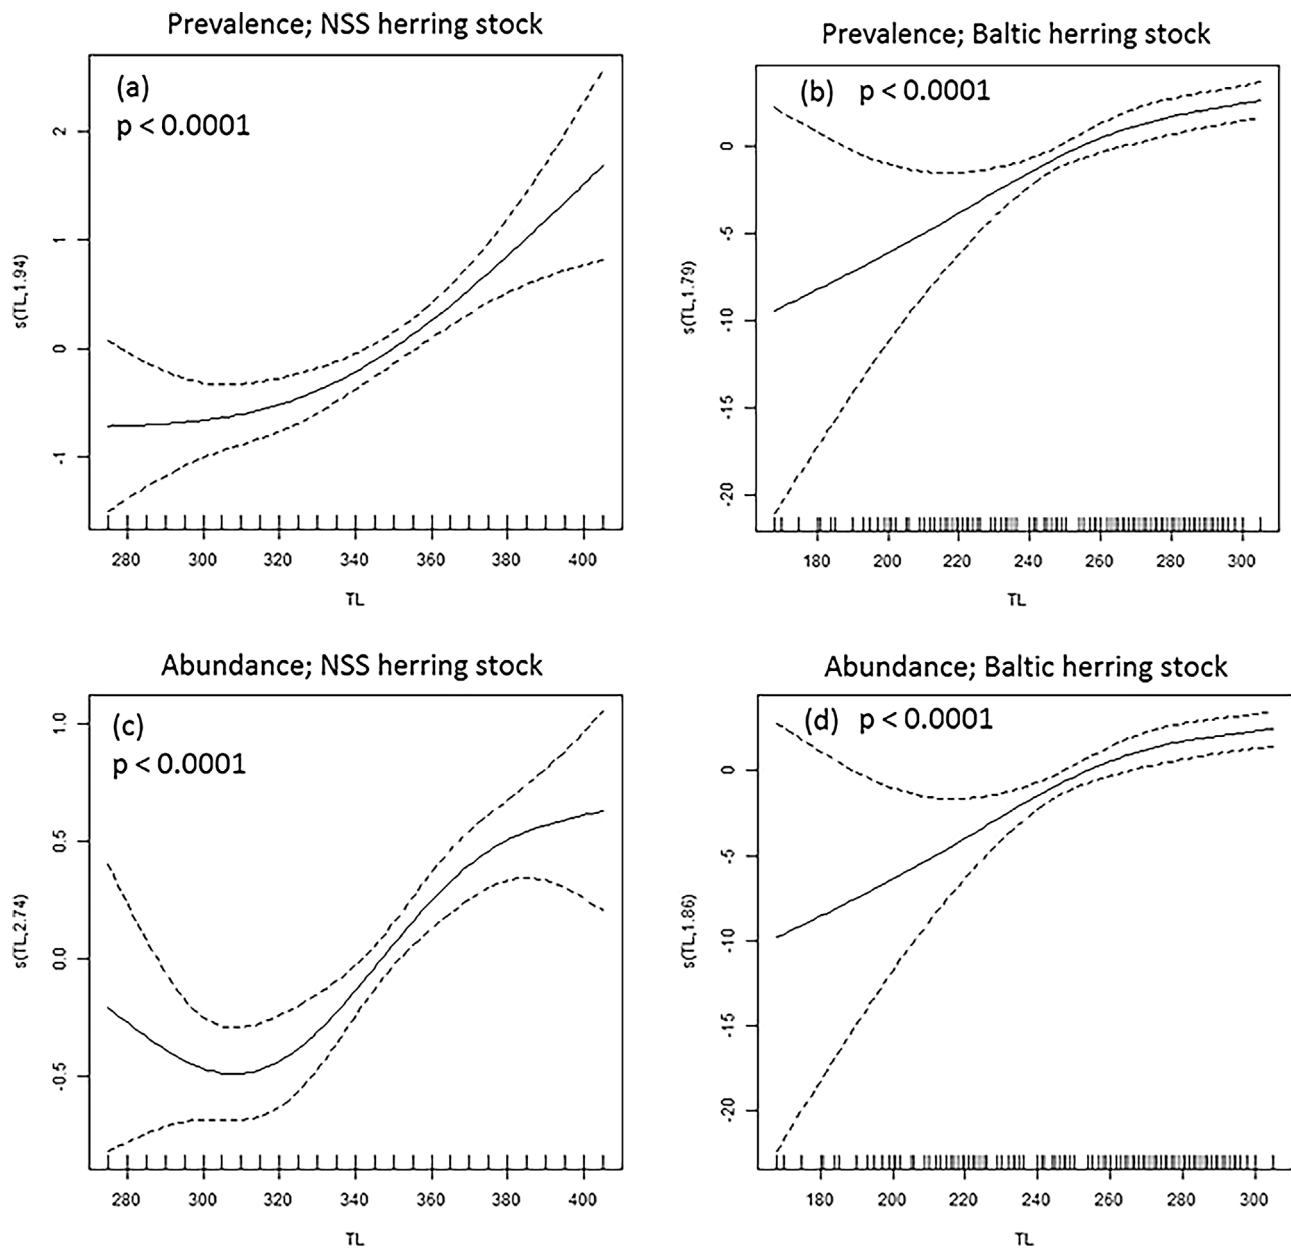 Prevalence; NSS herring stock
(a)
p < 0.0001
2
1
0
-1
s(TL,1.94)
280 300 320 340 360 380 400
TL
Prevalence; Baltic herring stock
(b) p < 0.0001
0
-5
-10
-15
-20
s(TL,1.79)
180 200 220 240 260 280 300
TL
Abundance; NSS herring stock
(c)
p < 0.0001
1.0
0.5
0.0
-0.5
s(TL,2.74)
280 300 320 340 360 380 400
TL
Abundance; Baltic herring stock
(d) p < 0.0001
0
-5
-10
-15
-20
s(TL,1.86)
180 200 220 240 260 280 300
TL